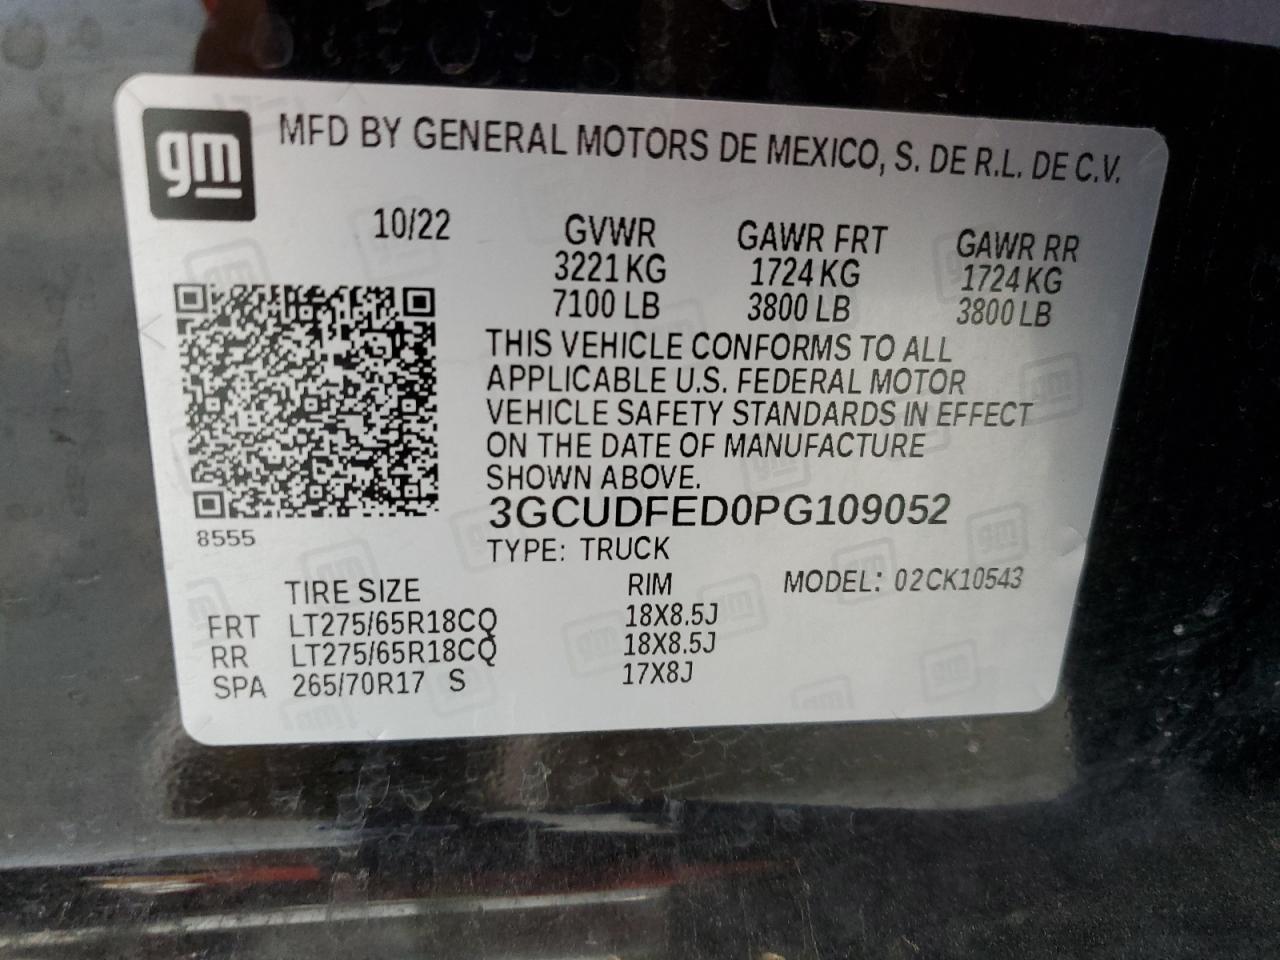 gm MFD BY GENERAL MOTORS DE MEXICO, S. DE R.L. DE C.V.
10/22 GVWR GAWR FRT GAWR RR
3221 KG 1724 KG 1724 KG
7100 LB 3800 LB 3800 LB
THIS VEHICLE CONFORMS TO ALL
APPLICABLE U.S. FEDERAL MOTOR
VEHICLE SAFETY STANDARDS IN EFFECT
ON THE DATE OF MANUFACTURE
SHOWN ABOVE.
3GCUDFED0PG109052
8555
TYPE: TRUCK
TIRE SIZE RIM MODEL: 02CK10543
FRT LT275/65R18CQ 18X8.5J
RR LT275/65R18CQ 18X8.5J
SPA 265/70R17 S 17X8J